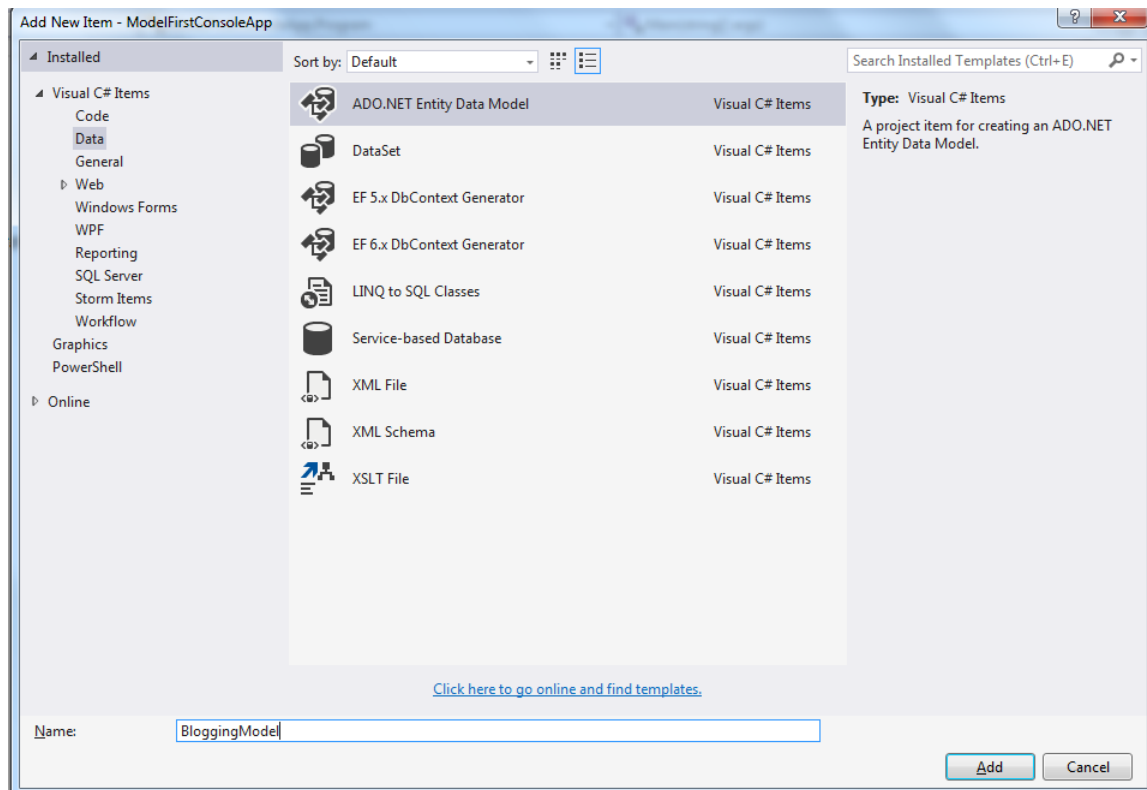 Add New Item - ModelFirstConsoleApp
Installed
Sort by: Default
Search Installed Templates (Ctrl+E)
Visual C# Items
Code
Data
General
Web
Windows Forms
WPF
Reporting
SQL Server
Storm Items
Workflow
Graphics
PowerShell
Online
ADO.NET Entity Data Model Visual C# Items
DataSet Visual C# Items
EF 5.x DbContext Generator Visual C# Items
EF 6.x DbContext Generator Visual C# Items
LINQ to SQL Classes Visual C# Items
Service-based Database Visual C# Items
XML File Visual C# Items
XML Schema Visual C# Items
XSLT File Visual C# Items
Type: Visual C# Items
A project item for creating an ADO.NET
Entity Data Model.
Click here to go online and find templates.
Name: BloggingModel
Add Cancel